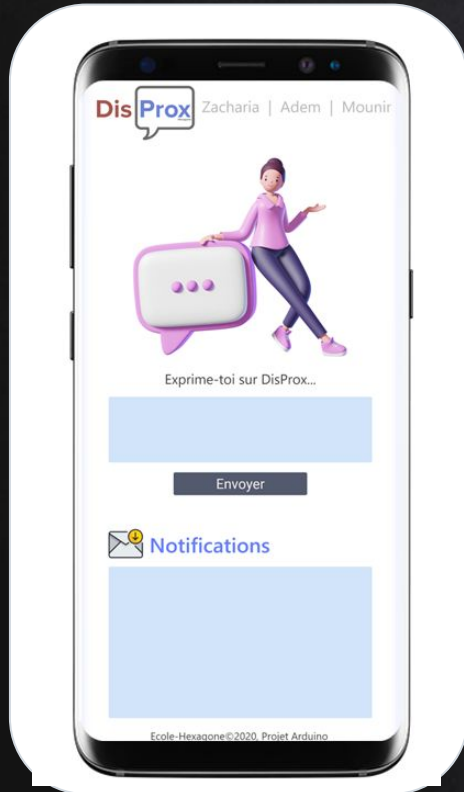 DisProx Zacharia | Adem | Mounir
Exprime-toi sur DisProx...
Envoyer
Notifications
Ecole-Hexagone©2020, Projet Arduino